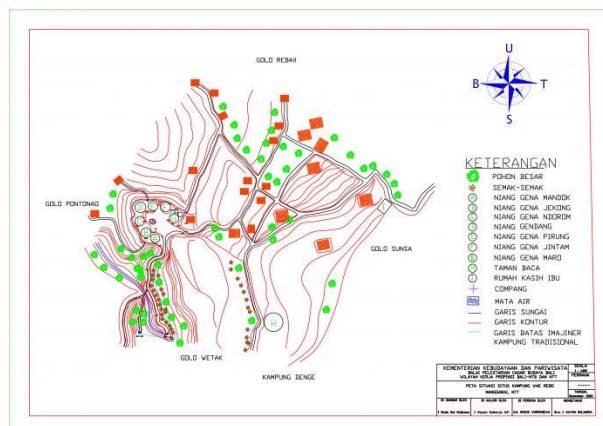 GOLO REBAH
U
B
T
S
GOLO PONTONAO
GOLO SUNSA
GOLO WETAK
KAMPUNG DENGE
H
I
KETERANGAN
POHON BESAR
SEMAK-SEMAK
NIANG GENA MANDOK
NIANG GENA JEKONG
NIANG GENA NDOROM
NIANG GENDANG
NIANG GENA PIRUNG
NIANG GENA JINTAM
NIANG GENA MARO
TAMAN BACA
RUMAH KASIH IBU
COMPANG
MATA AIR
GARIS SUNGAI
GARIS KONTUR
GARIS BATAS IMAJINER
KAMPUNG TRADISIONAL
KEMENTERIAN KEBUDAYAAN DAN PARIWISATA
BALAI PELESTARIAN CAGAR BUDAYA BALI
WILAYAH KERJA PROPINSI BALI-NTB DAN NTT
SKALA
PETA SITUASI SITUS KAMPUNG WAE REBO
MANGGARAI, NTT